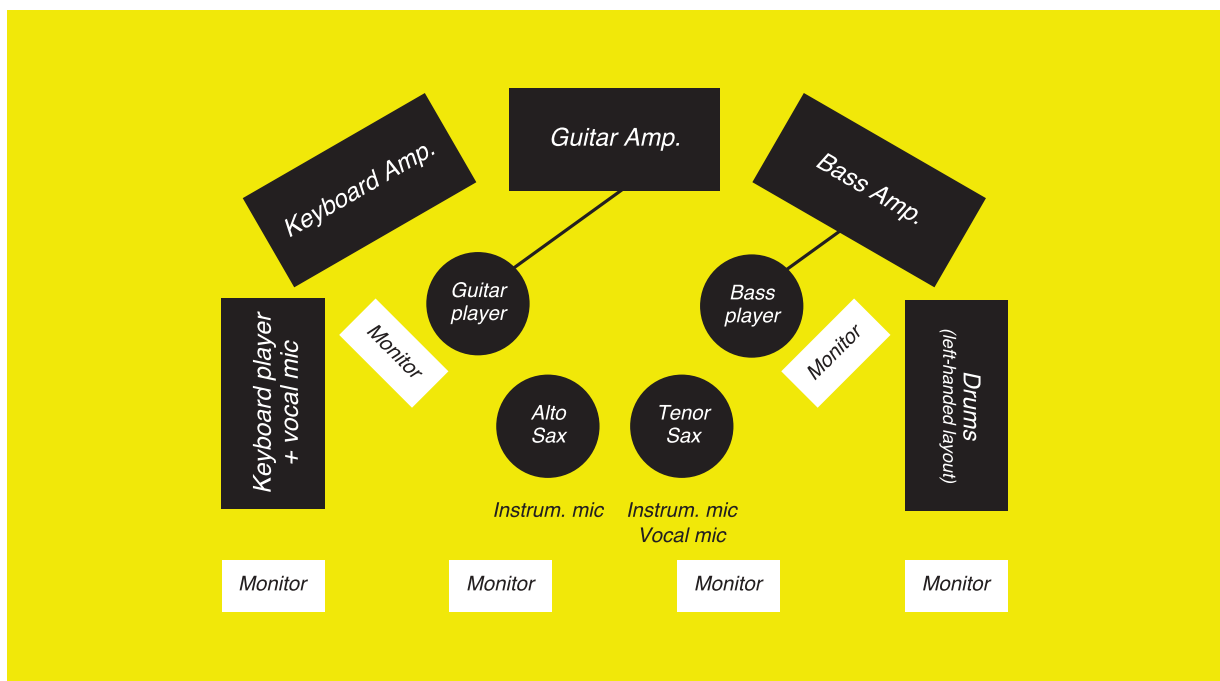 Guitar Amp.
Keyboard Amp.
Bass Amp.
Guitar
player
Bass
player
Monitor
Monitor
Keyboard player
+ vocal mic
Drums
(left-handed layout)
Alto
Sax
Tenor
Sax
Instrum. mic
Instrum. mic
Vocal mic
Monitor
Monitor
Monitor
Monitor